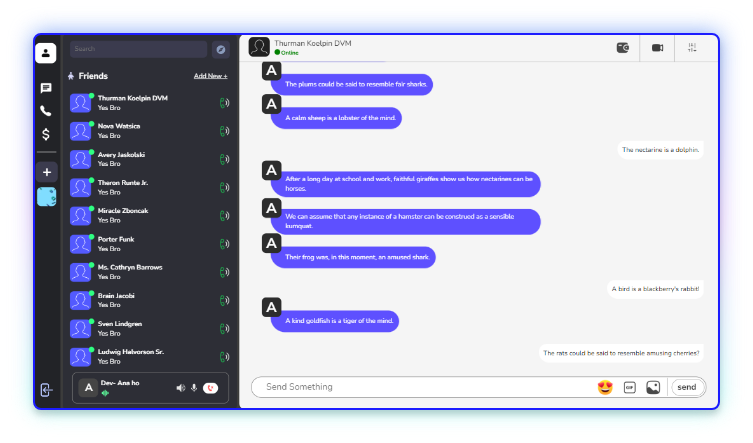 Search
Friends
Add New +
Thurman Koelpin DVM
Yes Bro
Nova Watsica
Yes Bro
Avery Jaskolski
Yes Bro
Theron Runte Jr.
Yes Bro
Miracle Zboncak
Yes Bro
Porter Funk
Yes Bro
Ms. Cathryn Barrows
Yes Bro
Brain Jacobi
Yes Bro
Sven Lindgren
Yes Bro
Ludwig Halvorson Sr.
Yes Bro
A
Dev- Ana ho
Thurman Koelpin DVM
Online
A
The plums could be said to resemble fair sharks.
A
A calm sheep is a lobster of the mind.
The nectarine is a dolphin.
A
After a long day at school and work, faithful giraffes show us how nectarines can be
horses.
A
We can assume that any instance of a hamster can be construed as a sensible
kumquat.
A
Their frog was, in this moment, an amused shark.
A bird is a blackberry's rabbit!
A
A kind goldfish is a tiger of the mind.
The rats could be said to resemble amusing cherries?
Send Something
GIF
send